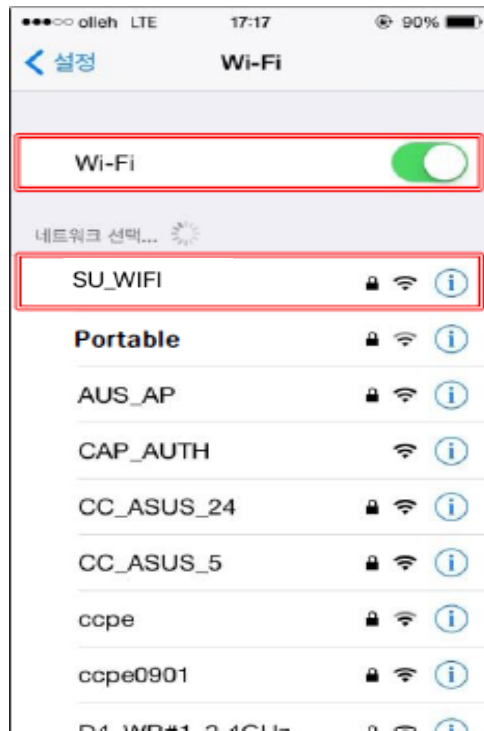 olleh LTE 17:17 90%
설정 Wi-Fi
Wi-Fi
네트워크 선택...
SU_WIFI
Portable
AUS_AP
CAP_AUTH
CC_ASUS_24
CC_ASUS_5
ccpe
ccpe0901